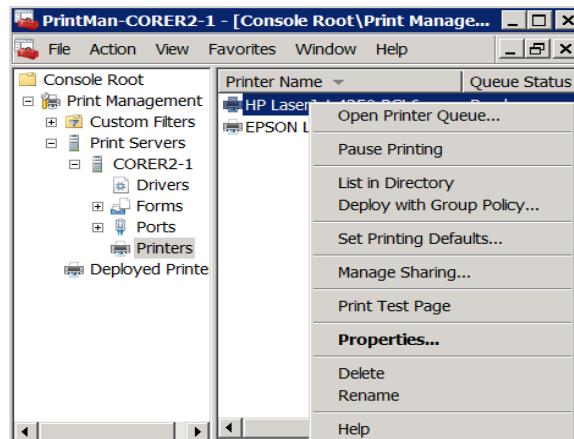 PrintMan-CORER2-1 - [Console Root\Print Manage...
File Action View Favorites Window Help
Console Root
Print Management
Custom Filters
Print Servers
CORER2-1
Drivers
Forms
Ports
Printers
Deployed Printe
Printer Name Queue Status
HP
EPSON
Open Printer Queue...
Pause Printing
List in Directory
Deploy with Group Policy...
Set Printing Defaults...
Manage Sharing...
Print Test Page
Properties...
Delete
Rename
Help